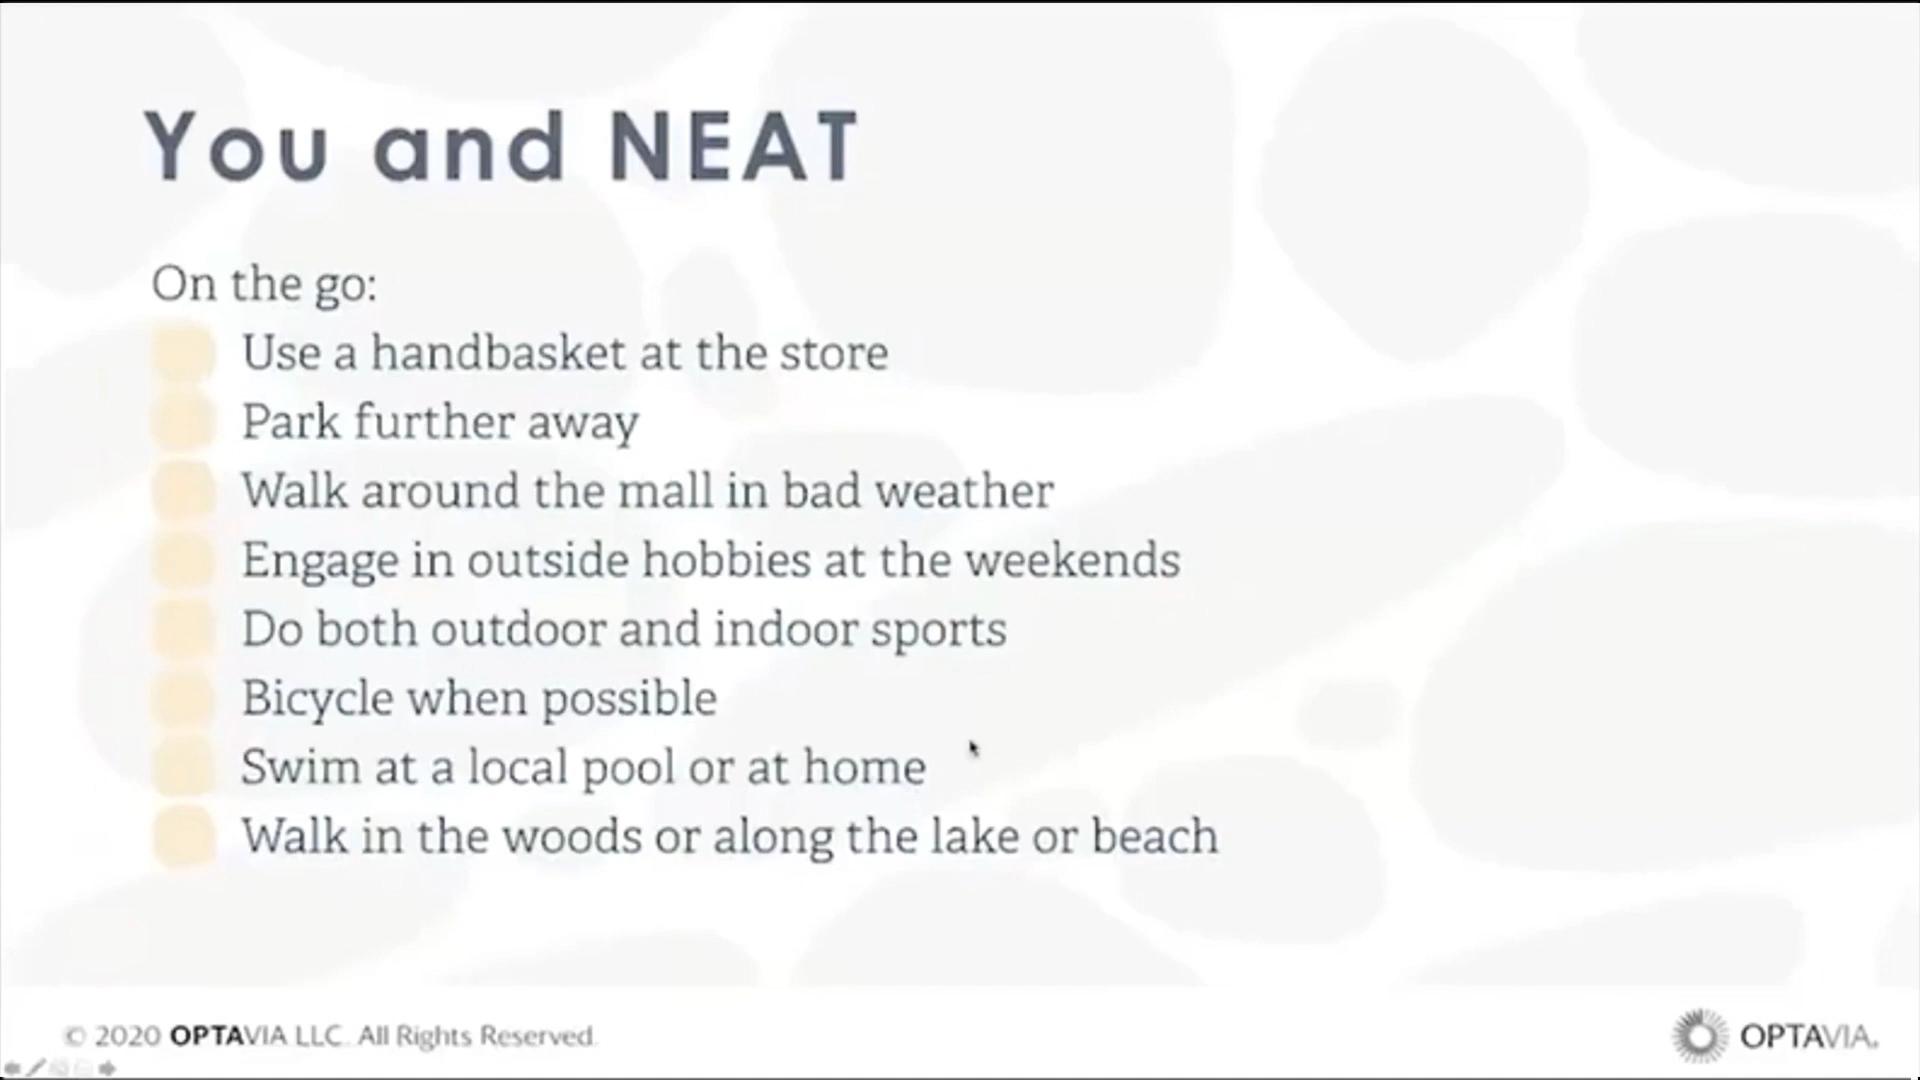 You and NEAT
On the go:
Use a handbasket at the store
Park further away
Walk around the mall in bad weather
Engage in outside hobbies at the weekends
Do both outdoor and indoor sports
Bicycle when possible
Swim at a local pool or at home
Walk in the woods or along the lake or beach
© 2020 OPTAVIA LLC. All Rights Reserved.
OPTAVIA®